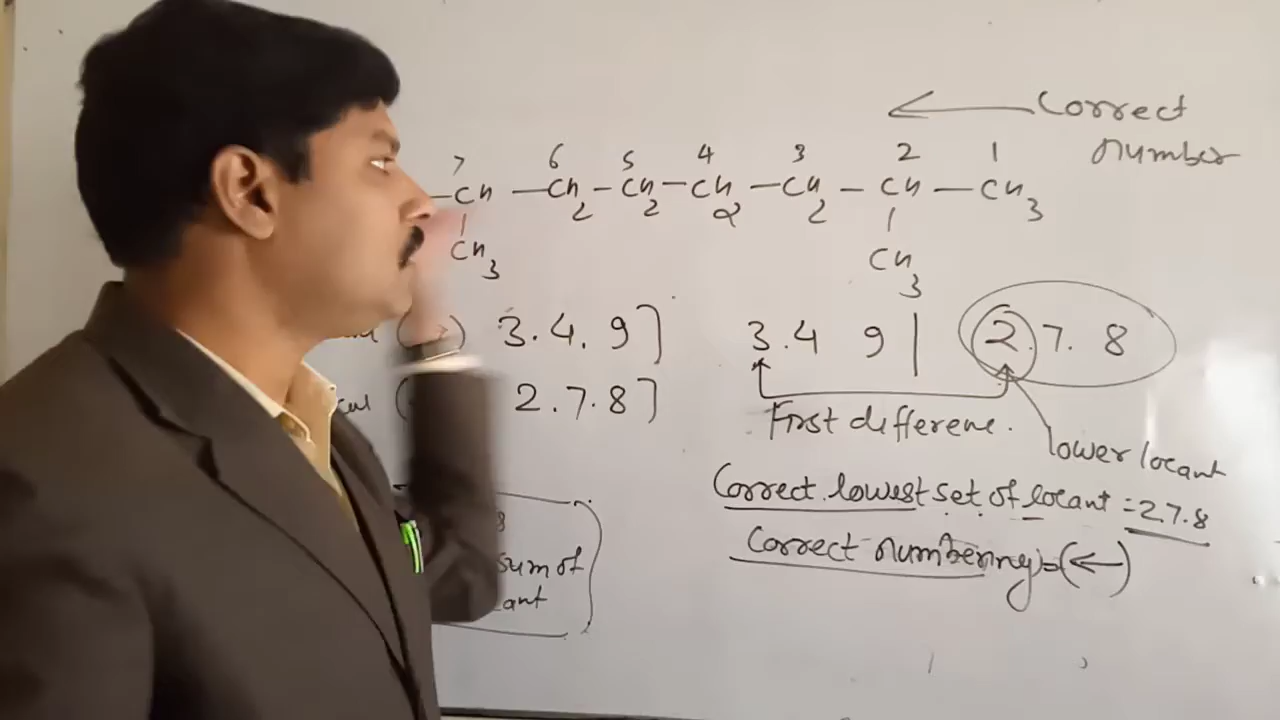 ← Correct
number
7 6 5 4 3 2 1
— CH — CH2 — CH2 — CH2 — CH2 — CH — CH3
CH3 CH3
3.4.9]
2.7.8]
3.4 9 | 2.7.8
First differene.
lower locant
Correct lowest set of locant = 2.7.8
Correct numbering = (←)
8
sum of